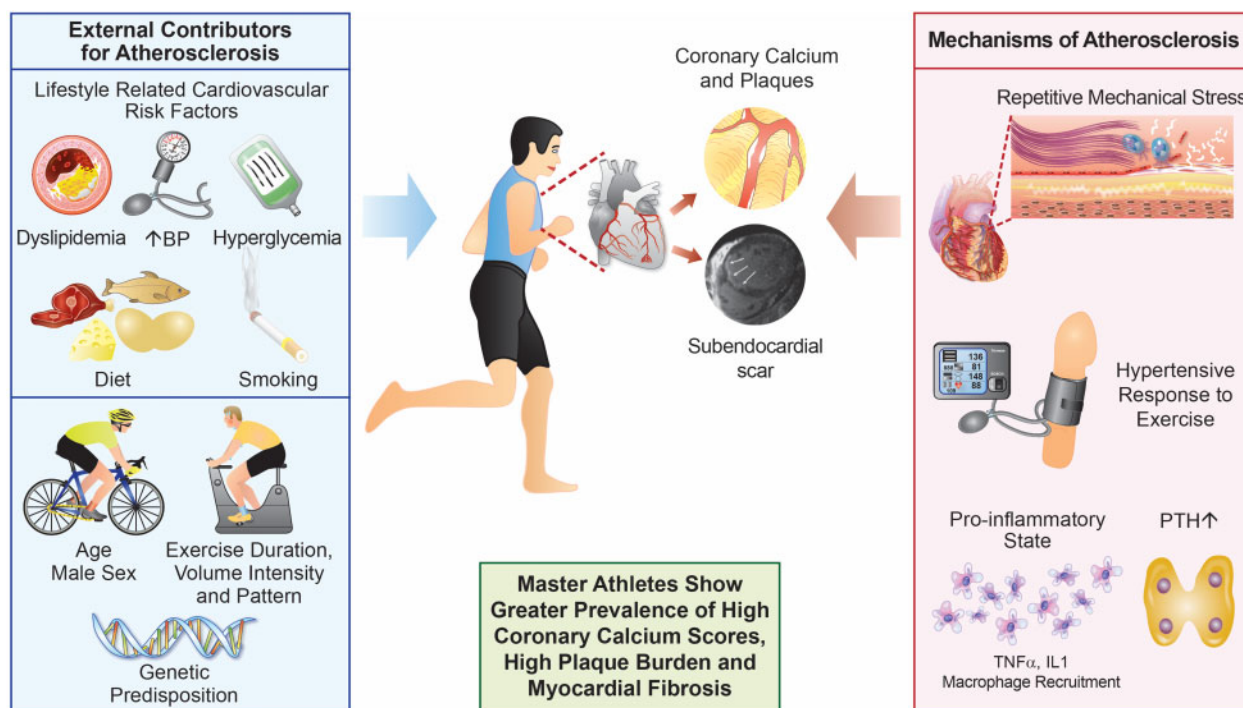 External Contributors
for Atherosclerosis
Lifestyle Related Cardiovascular
Risk Factors
Dyslipidemia
↑BP
Hyperglycemia
Diet
Smoking
Age
Male Sex
Exercise Duration,
Volume Intensity
and Pattern
Genetic
Predisposition
Coronary Calcium
and Plaques
Subendocardial
scar
Master Athletes Show
Greater Prevalence of High
Coronary Calcium Scores,
High Plaque Burden and
Myocardial Fibrosis
Mechanisms of Atherosclerosis
Repetitive Mechanical Stress
136
81
148
88
Hypertensive
Response to
Exercise
Pro-inflammatory
State
TNFα, IL1
Macrophage Recruitment
PTH↑